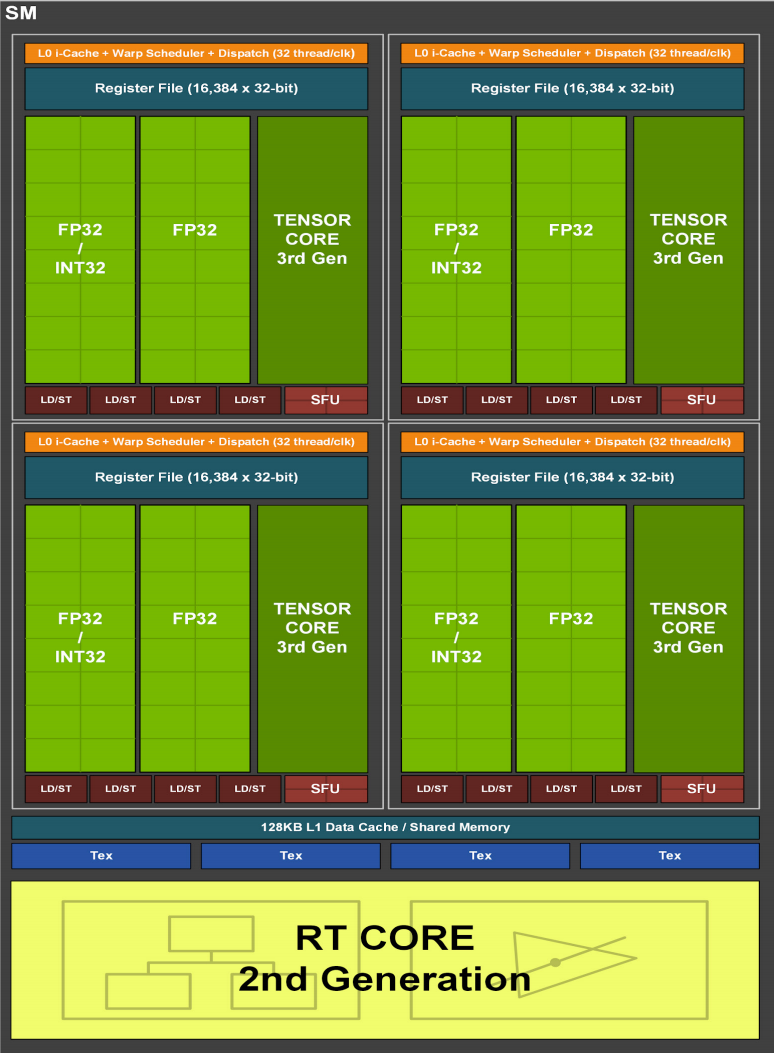 SM
L0 i-Cache + Warp Scheduler + Dispatch (32 thread/clk)
Register File (16,384 x 32-bit)
FP32
/
INT32
FP32
TENSOR
CORE
3rd Gen
LD/ST
LD/ST
LD/ST
LD/ST
SFU
L0 i-Cache + Warp Scheduler + Dispatch (32 thread/clk)
Register File (16,384 x 32-bit)
FP32
/
INT32
FP32
TENSOR
CORE
3rd Gen
LD/ST
LD/ST
LD/ST
LD/ST
SFU
L0 i-Cache + Warp Scheduler + Dispatch (32 thread/clk)
Register File (16,384 x 32-bit)
FP32
/
INT32
FP32
TENSOR
CORE
3rd Gen
LD/ST
LD/ST
LD/ST
LD/ST
SFU
L0 i-Cache + Warp Scheduler + Dispatch (32 thread/clk)
Register File (16,384 x 32-bit)
FP32
/
INT32
FP32
TENSOR
CORE
3rd Gen
LD/ST
LD/ST
LD/ST
LD/ST
SFU
128KB L1 Data Cache / Shared Memory
Tex
Tex
Tex
Tex
RT CORE
2nd Generation